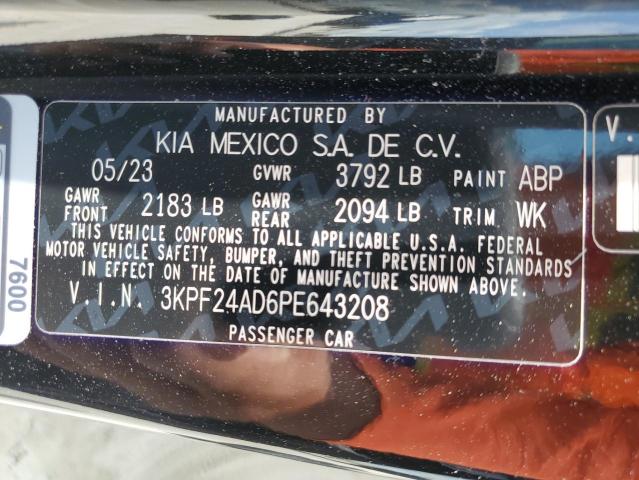 MANUFACTURED BY
KIA MEXICO S.A. DE C.V.
05/23 GVWR 3792 LB PAINT ABP
GAWR FRONT 2183 LB GAWR REAR 2094 LB TRIM WK
THIS VEHICLE CONFORMS TO ALL APPLICABLE U.S.A. FEDERAL
MOTOR VEHICLE SAFETY, BUMPER, AND THEFT PREVENTION STANDARDS
IN EFFECT ON THE DATE OF MANUFACTURE SHOWN ABOVE.
V.I.N. 3KPF24AD6PE643208
PASSENGER CAR
7600
V.